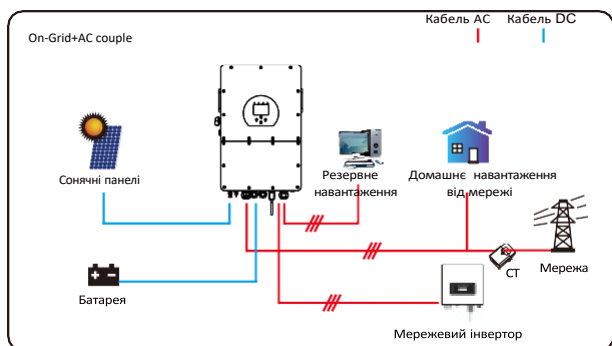 Кабель AC Кабель DC
On-Grid+AC couple
Сонячні панелі
Резервне
навантаження
Домашнє навантаження
від мережі
CT
Мережа
Батарея
Мережевий інвертор